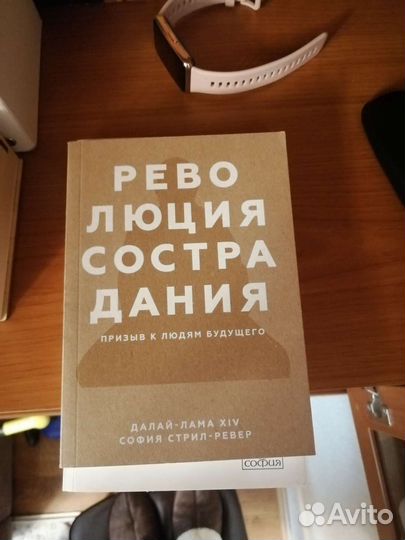 РЕВО
ЛЮЦИЯ
СОСТРА
ДАНИЯ
ПРИЗЫВ К ЛЮДЯМ БУДУЩЕГО
ДАЛАЙ-ЛАМА XIV
СОФИЯ СТРИЛ-РЕВЕР
СОФИЯ
Avito